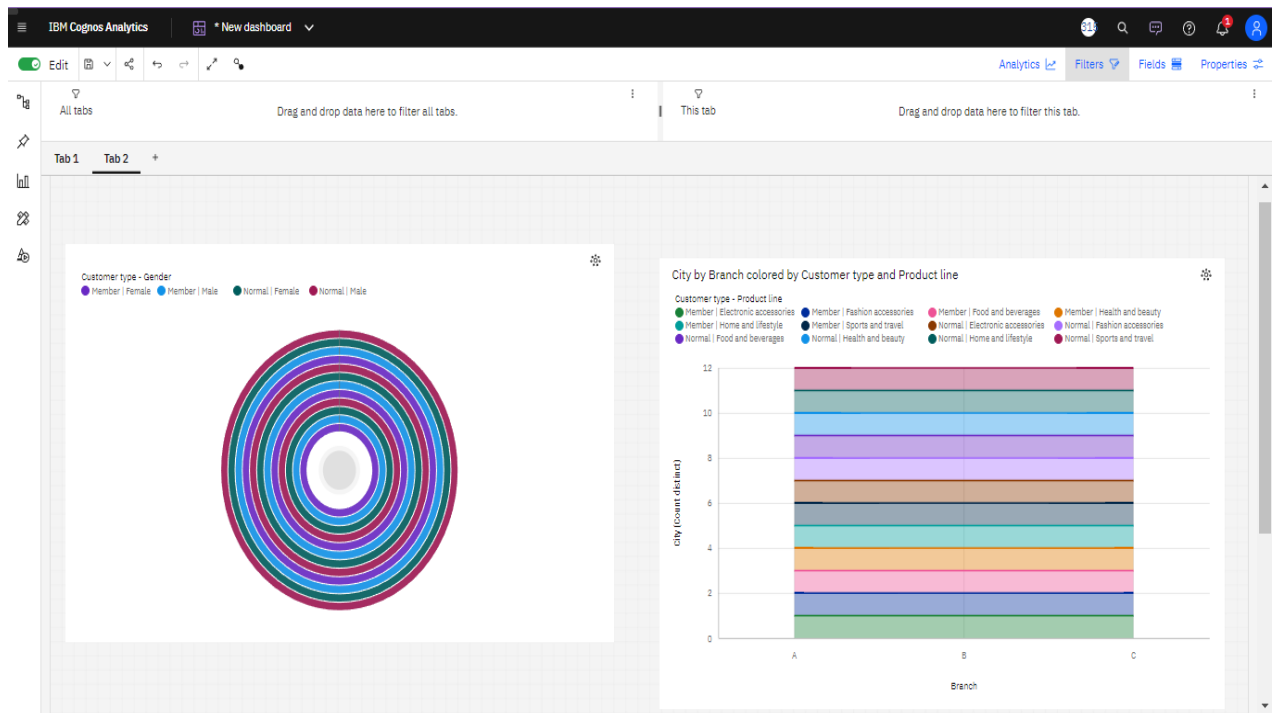 IBM Cognos Analytics * New dashboard 1
Edit Analytics Filters Fields Properties
All tabs Drag and drop data here to filter all tabs. This tab Drag and drop data here to filter this tab.
Tab 1 Tab 2 +
Customer type - Gender
Member | Female Member | Male Normal | Female Normal | Male
City by Branch colored by Customer type and Product line
Customer type - Product line
Member | Electronic accessories Member | Fashion accessories Member | Food and beverages Member | Health and beauty
Member | Home and lifestyle Member | Sports and travel Normal | Electronic accessories Normal | Fashion accessories
Normal | Food and beverages Normal | Health and beauty Normal | Home and lifestyle Normal | Sports and travel
12
10
8
6
4
2
0
City (Count distinct)
A B C
Branch